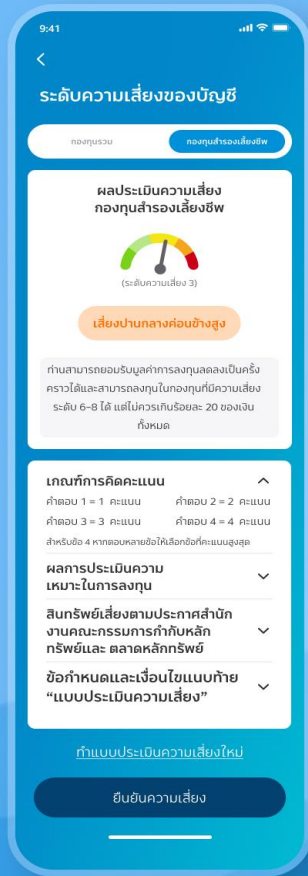 9:41
ระดับความเสี่ยงของบัญชี
กองทุนรวม
กองทุนสำรองเลี้ยงชีพ
ผลประเมินความเสี่ยง
กองทุนสำรองเลี้ยงชีพ
(ระดับความเสี่ยง 3)
เสี่ยงปานกลางค่อนข้างสูง
ท่านสามารถยอมรับมูลค่าการลงทุนลดลงเป็นครั้ง
คราวได้และสามารถลงทุนในกองทุนที่มีความเสี่ยง
ระดับ 6-8 ได้ แต่ไม่ควรเกินร้อยละ 20 ของเงิน
ทั้งหมด
เกณฑ์การคิดคะแนน
คำตอบ 1 = 1 คะแนน คำตอบ 2 = 2 คะแนน
คำตอบ 3 = 3 คะแนน คำตอบ 4 = 4 คะแนน
สำหรับข้อ 4 หากตอบหลายข้อให้เลือกข้อที่คะแนนสูงสุด
ผลการประเมินความ
เหมาะในการลงทุน
สินทรัพย์เสี่ยงตามประกาศสำนัก
งานคณะกรรมการกำกับหลัก
ทรัพย์และ ตลาดหลักทรัพย์
ข้อกำหนดและเงื่อนไขแนบท้าย
“แบบประเมินความเสี่ยง”
ทำแบบประเมินความเสี่ยงใหม่
ยืนยันความเสี่ยง